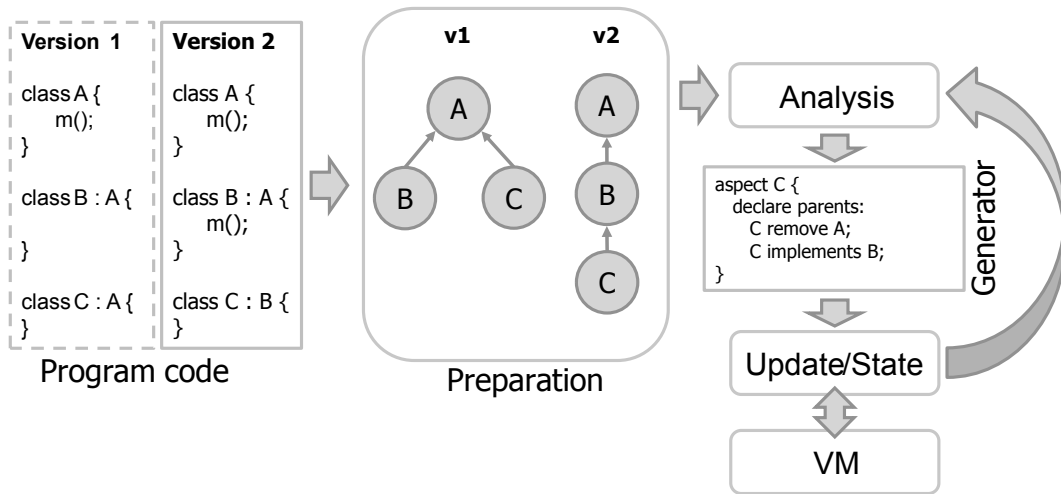 Version 1
class A {
m();
}
class B : A {
}
class C : A {
}
Version 2
class A {
m();
}
class B : A {
m();
}
class C : B {
}
Program code
v1
A
B
C
v2
A
B
C
Preparation
Analysis
aspect C {
declare parents:
C remove A;
C implements B;
}
Generator
Update/State
VM